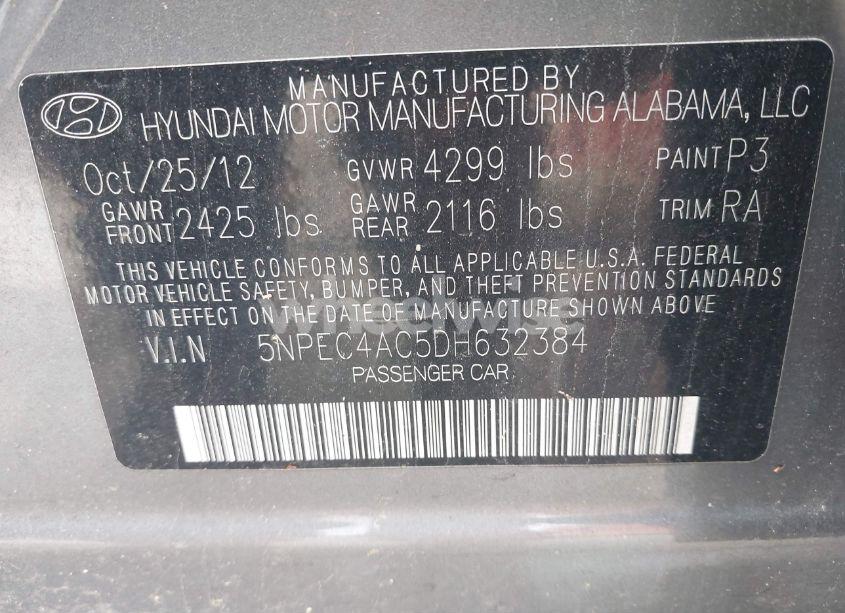 MANUFACTURED BY
HYUNDAI MOTOR MANUFACTURING ALABAMA, LLC
Oct/25/12 GVWR 4299 lbs PAINT P3
GAWR FRONT 2425 lbs GAWR REAR 2116 lbs TRIM RA
THIS VEHICLE CONFORMS TO ALL APPLICABLE U.S.A. FEDERAL
MOTOR VEHICLE SAFETY, BUMPER, AND THEFT PREVENTION STANDARDS
IN EFFECT ON THE DATE OF MANUFACTURE SHOWN ABOVE
wheelwise
V.I.N 5NPEC4AC5DH632384
PASSENGER CAR